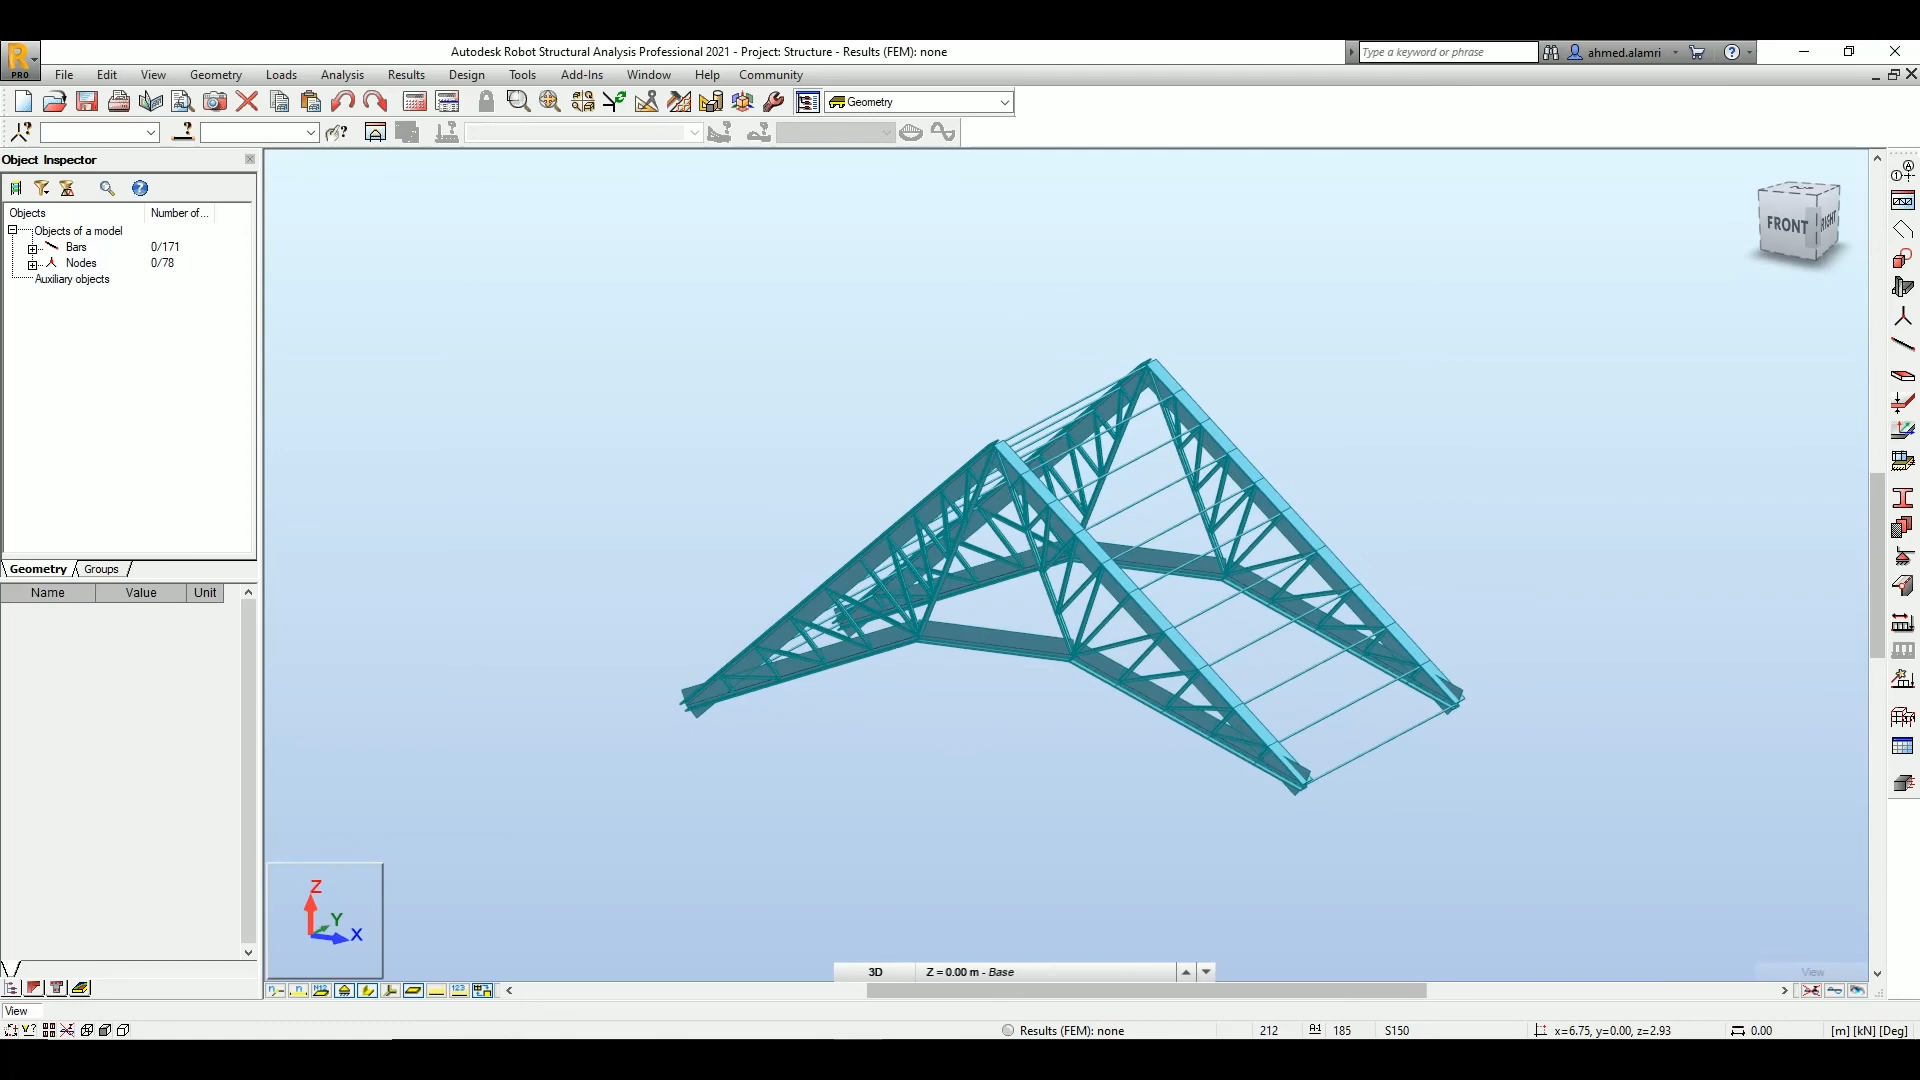 PRO
Autodesk Robot Structural Analysis Professional 2021 - Project: Structure - Results (FEM): none
Type a keyword or phrase
ahmed.alamri
File Edit View Geometry Loads Analysis Results Design Tools Add-Ins Window Help Community
Geometry
Object Inspector
Objects Number of...
Objects of a model
Bars 0/171
Nodes 0/78
Auxiliary objects
Geometry Groups
Name Value Unit
FRONT RIGHT
Z
Y
X
3D Z = 0.00 m - Base
View
View
Results (FEM): none 212 185 S150 x=6.75, y=0.00, z=2.93 0.00 [m] [kN] [Deg]